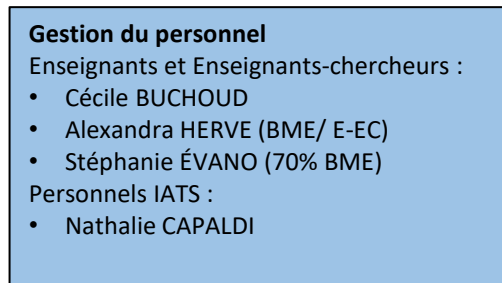 Gestion du personnel
Enseignants et Enseignants-chercheurs :
• Cécile BUCHOUD
• Alexandra HERVE (BME/ E-EC)
• Stéphanie ÉVANO (70% BME)
Personnels IATS :
• Nathalie CAPALDI